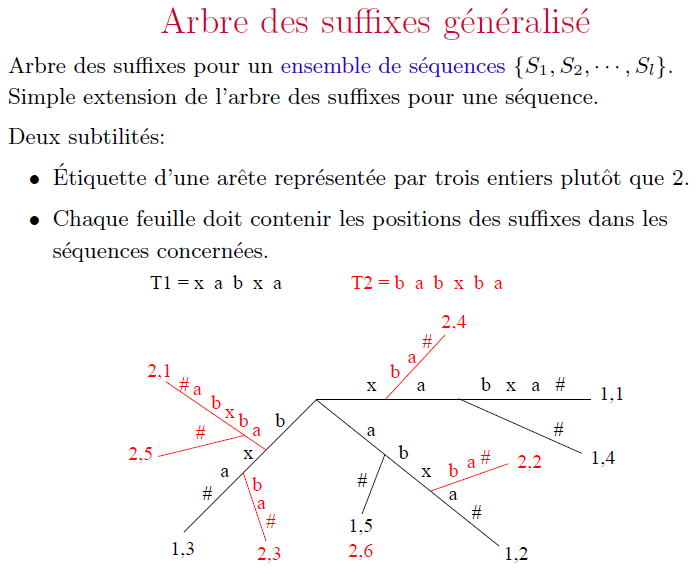 Arbre des suffixes généralisé
Arbre des suffixes pour un ensemble de séquences {S₁, S₂, · · · , Sₗ}.
Simple extension de l'arbre des suffixes pour une séquence.
Deux subtilités:
• Étiquette d'une arête représentée par trois entiers plutôt que 2.
• Chaque feuille doit contenir les positions des suffixes dans les
séquences concernées.
T1 = x a b x a
T2 = b a b x b a
2,4
b a #
x a b x a #
1,1
#
1,4
2,1
# a b x b a
b
#
2,5
x a #
1,3
b a #
2,3
a
#
1,5
2,6
b x a #
1,2
b a #
2,2